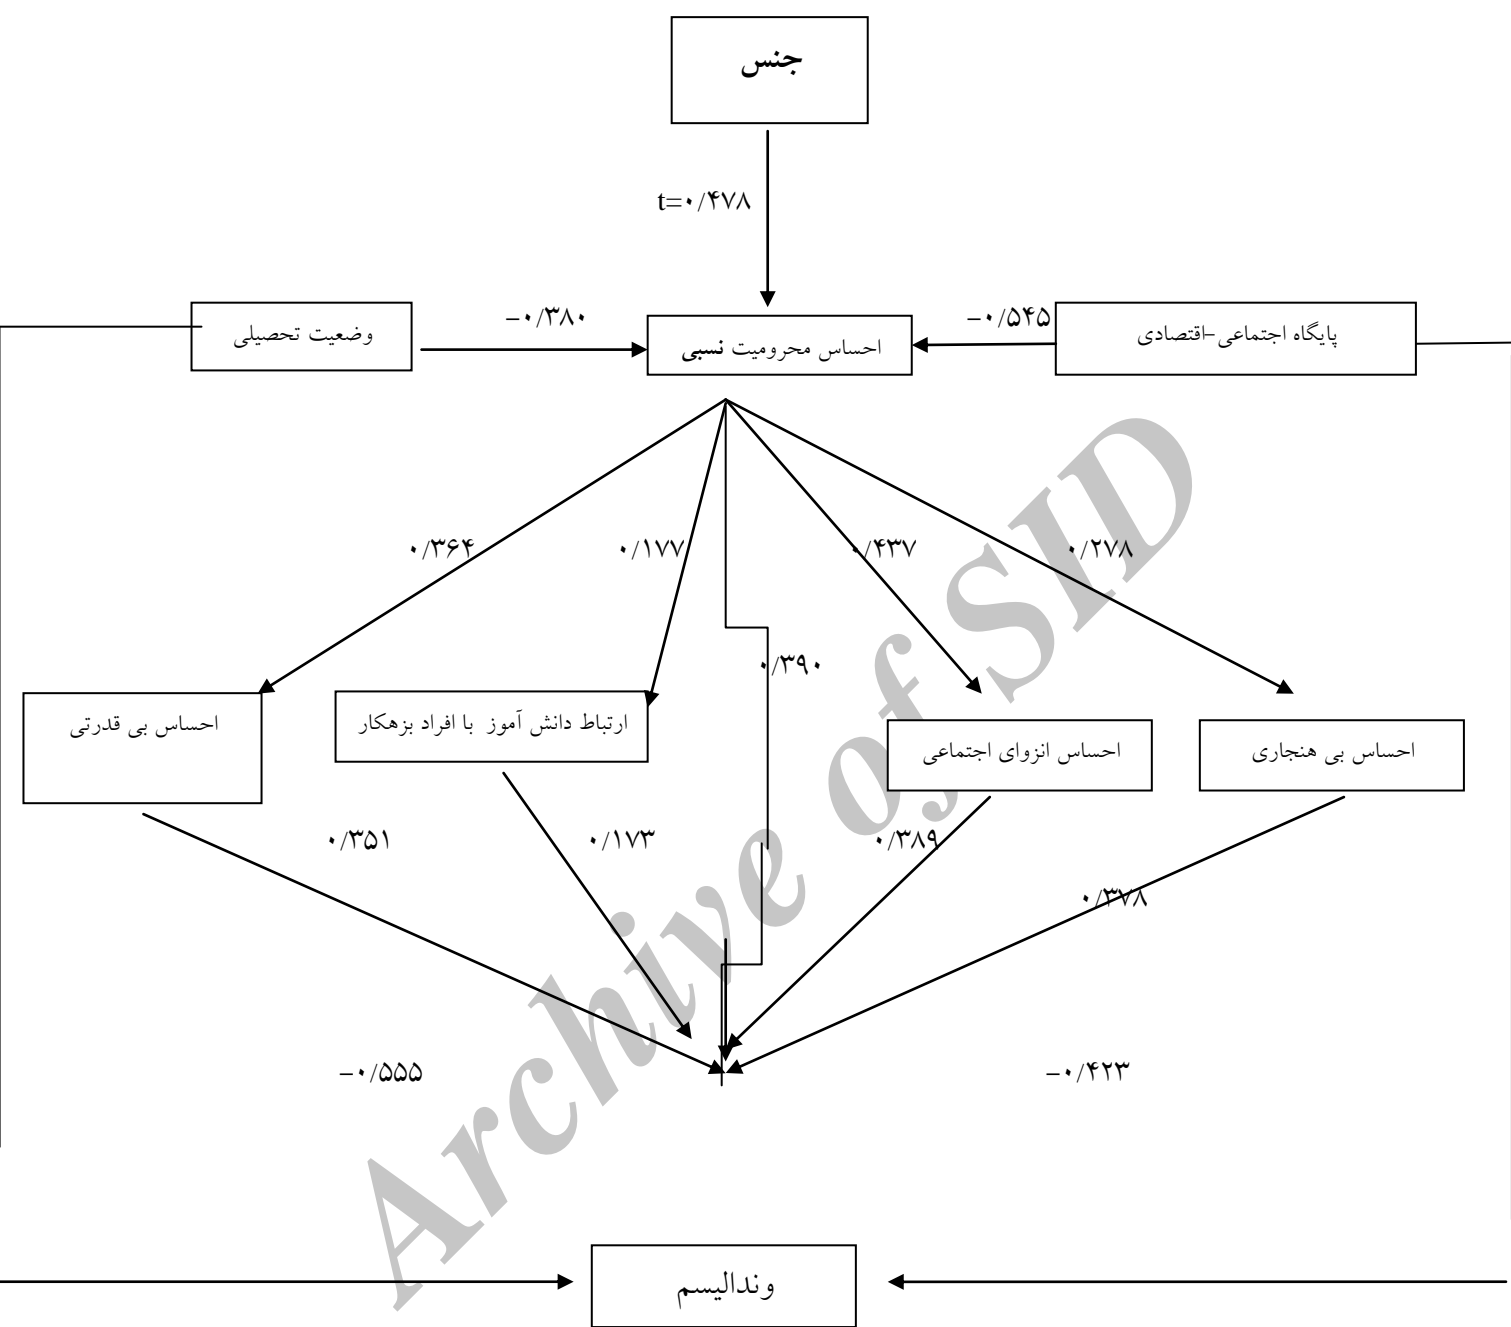 جنس
t=۰/۴۷۸
پایگاه اجتماعی-اقتصادی
-۰/۵۴۵
احساس محرومیت نسبی
-۰/۳۸۰
وضعیت تحصیلی
۰/۲۷۸
۰/۴۳۷
۰/۱۷۷
۰/۳۶۴
۰/۳۹۰
احساس بی هنجاری
احساس انزوای اجتماعی
ارتباط دانش آموز با افراد بزهکار
احساس بی قدرتی
۰/۳۷۸
۰/۳۸۹
۰/۱۷۳
۰/۳۵۱
-۰/۴۲۳
-۰/۵۵۵
وندالیسم
Archive of SID